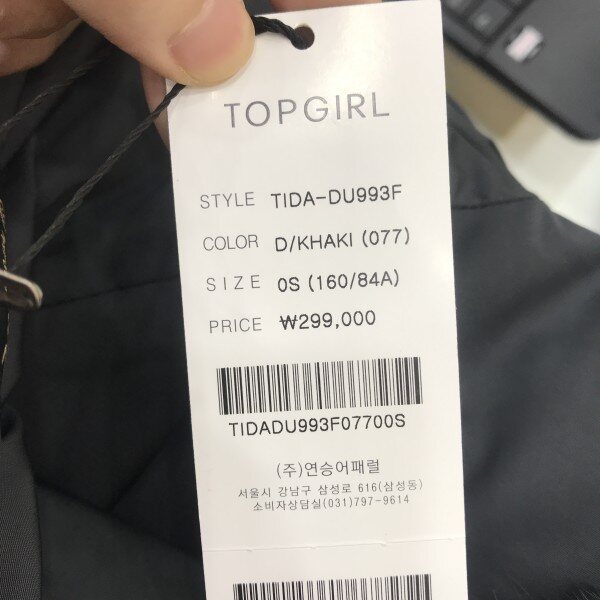 TOPGIRL
STYLE TIDA-DU993F
COLOR D/KHAKI (077)
SIZE 0S (160/84A)
PRICE ₩299,000
TIDADU993F07700S
(주)연승어패럴
서울시 강남구 삼성로 616(삼성동)
소비자상담실(031)797-9614